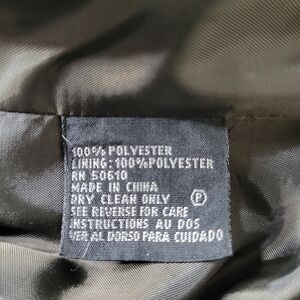 100% POLYESTER
LINING: 100% POLYESTER
RN 50610
MADE IN CHINA
DRY CLEAN ONLY Ⓟ
SEE REVERSE FOR CARE
INSTRUCTIONS AU DOS
VER AL DORSO PARA CUIDADO